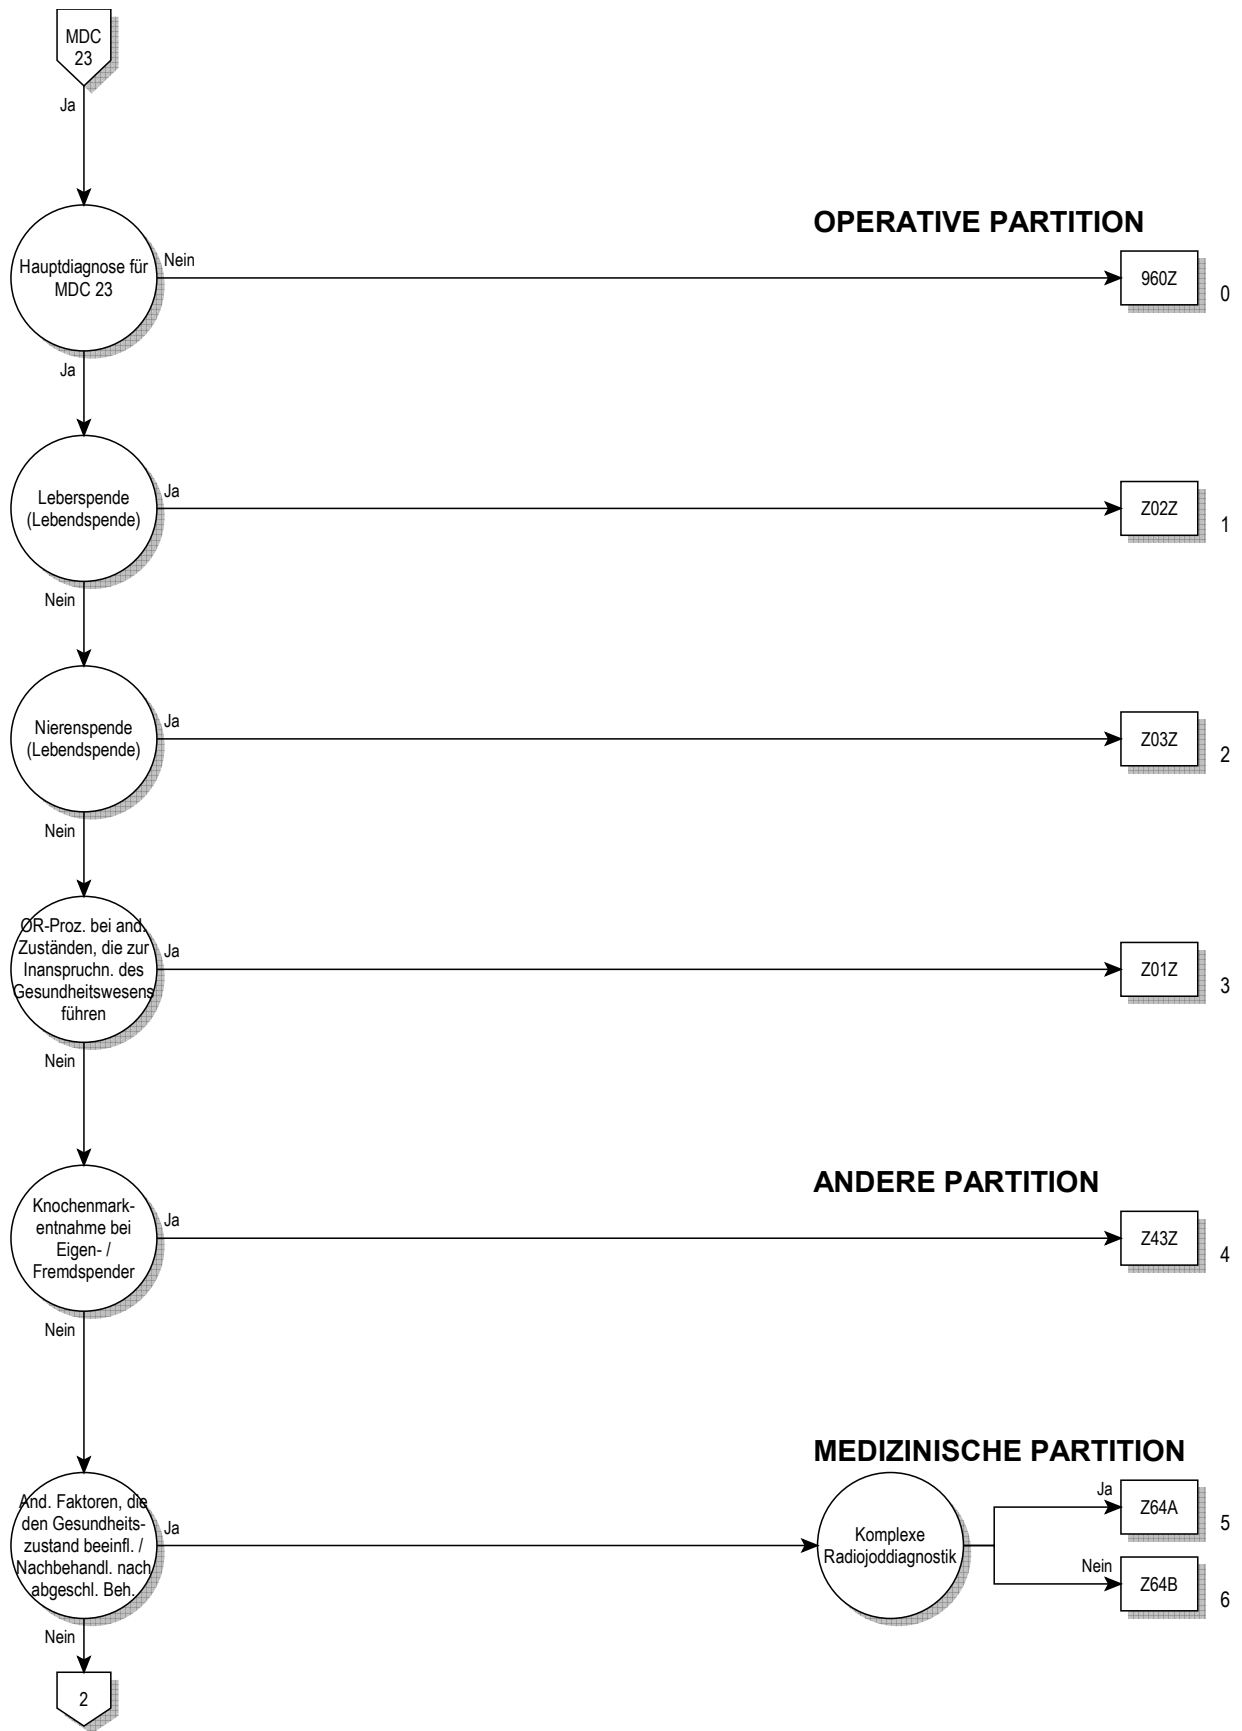 MDC
23
Ja
OPERATIVE PARTITION
Hauptdiagnose für
MDC 23
Nein
960Z
0
Ja
Leberspende
(Lebendspende)
Ja
Z02Z
1
Nein
Nierenspende
(Lebendspende)
Ja
Z03Z
2
Nein
OR-Proz. bei and.
Zuständen, die zur
Inanspruchn. des
Gesundheitswesens
führen
Ja
Z01Z
3
Nein
ANDERE PARTITION
Knochenmark-
entnahme bei
Eigen- /
Fremdspender
Ja
Z43Z
4
Nein
MEDIZINISCHE PARTITION
And. Faktoren, die
den Gesundheits-
zustand beeinfl. /
Nachbehandl. nach
abgeschl. Beh.
Ja
Komplexe
Radiojoddiagnostik
Ja
Z64A
5
Nein
Z64B
6
Nein
2